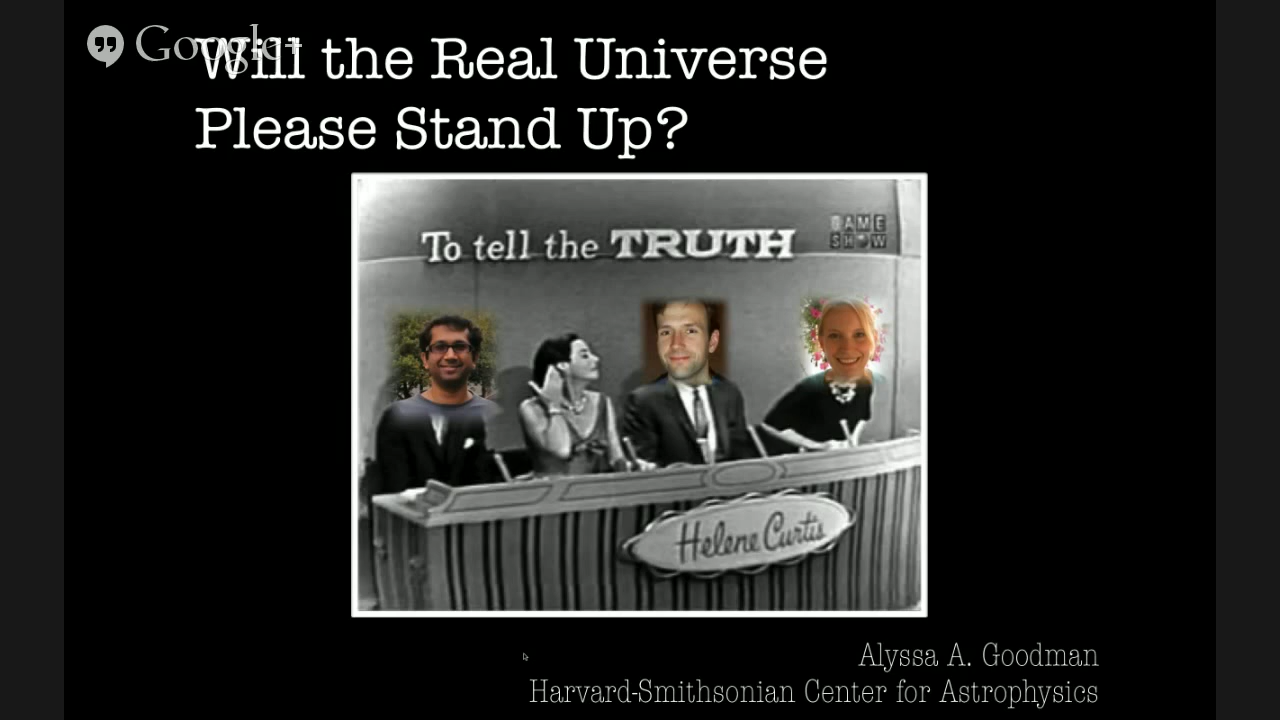 Google+
Will the Real Universe
Please Stand Up?
To tell the TRUTH
GAME
SHOW
Helene Curtis
Alyssa A. Goodman
Harvard-Smithsonian Center for Astrophysics